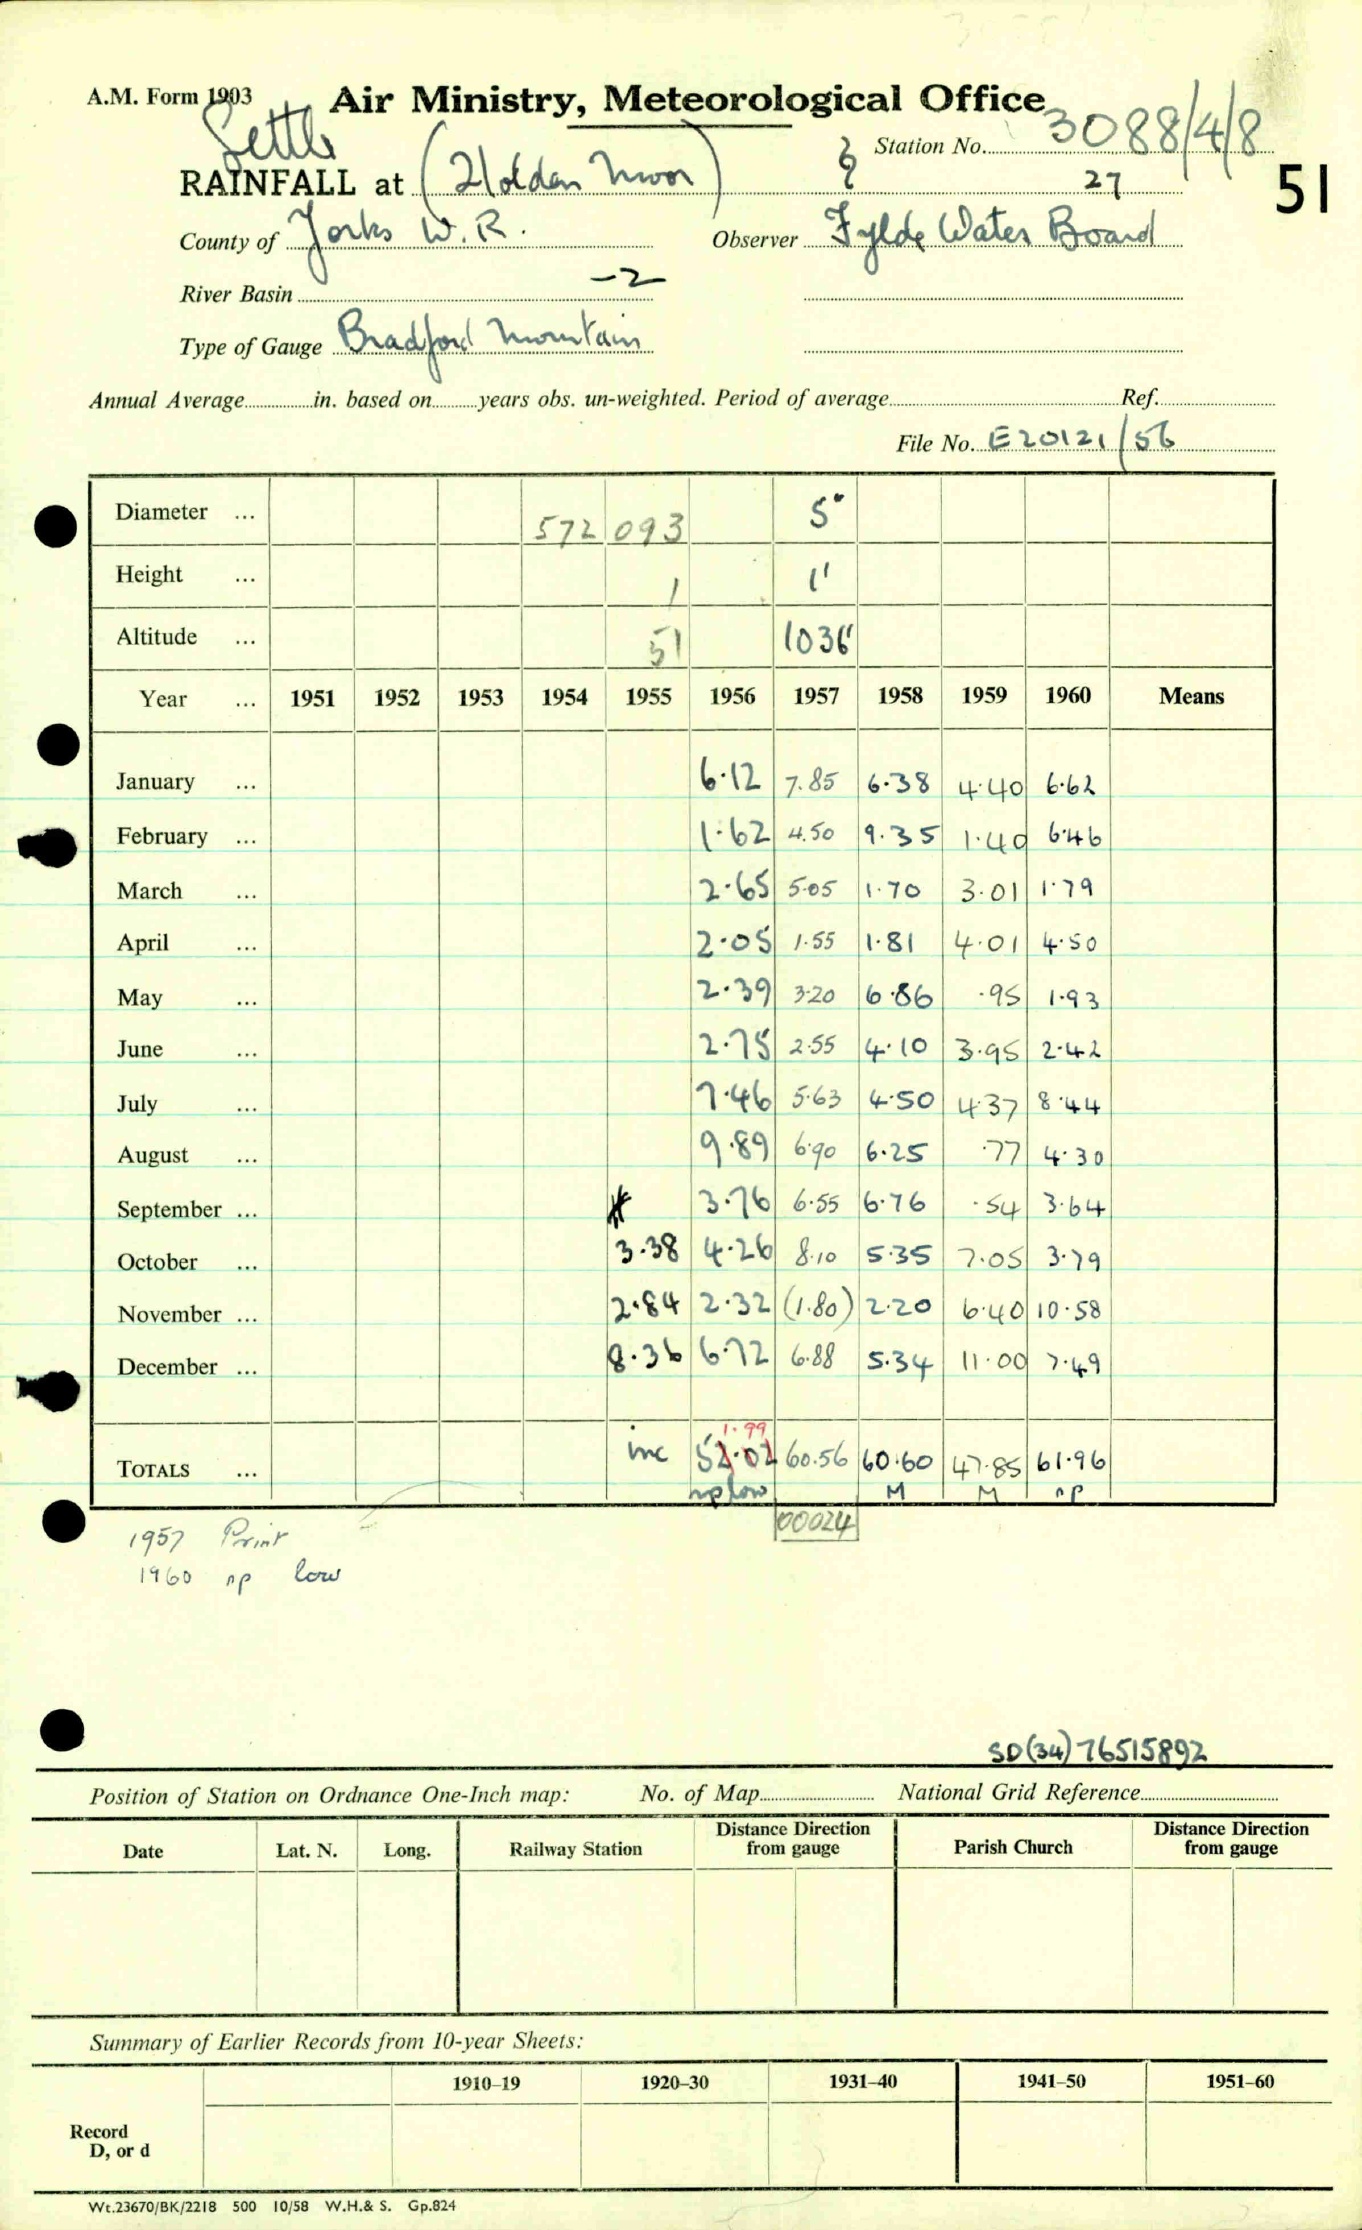 A.M. Form 1903 Air Ministry, Meteorological Office
Settle
Station No. 3088/4/8
RAINFALL at (Holden Moor) 27
51
County of Yorks W.R. Observer Fylde Water Board
River Basin -2
Type of Gauge Bradford Mountain
Annual Average in. based on years obs. un-weighted. Period of average Ref.
File No. E20121/56
Diameter ... 572 093 5"
Height ... 1 1'
Altitude ... 51 1036'
Year ... 1951 1952 1953 1954 1955 1956 1957 1958 1959 1960 Means
January ... 6.12 7.85 6.38 4.40 6.62
February ... 1.62 4.50 9.35 1.40 6.46
March ... 2.65 5.05 1.70 3.01 1.79
April ... 2.05 1.55 1.81 4.01 4.50
May ... 2.39 3.20 6.86 .95 1.93
June ... 2.75 2.55 4.10 3.95 2.42
July ... 7.46 5.63 4.50 4.37 8.44
August ... 9.89 6.90 6.25 .77 4.30
September ... 3.76 6.55 6.76 .54 3.64
October ... 3.38 4.26 8.10 5.35 7.05 3.79
November ... 2.84 2.32 (1.80) 2.20 6.40 10.58
December ... 8.36 6.72 6.88 5.34 11.00 7.49
1.99
TOTALS ... inc 52.02 60.56 60.60 47.85 61.96
np low M M np
00024
1957 Print
1960 np low
SD(34)76515892
Position of Station on Ordnance One-Inch map: No. of Map National Grid Reference
Date Lat. N. Long. Railway Station Distance Direction from gauge Parish Church Distance Direction from gauge
Summary of Earlier Records from 10-year Sheets:
1910–19 1920–30 1931–40 1941–50 1951–60
Record
D, or d
Wt.23670/BK/2218 500 10/58 W.H.& S. Gp.824